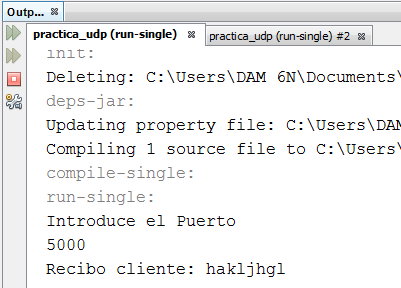 Outp...
practica_udp (run-single)
practica_udp (run-single) #2
init:
Deleting: C:\Users\DAM 6N\Documents\
deps-jar:
Updating property file: C:\Users\DAM
Compiling 1 source file to C:\Users\
compile-single:
run-single:
Introduce el Puerto
5000
Recibo cliente: hakljhgl